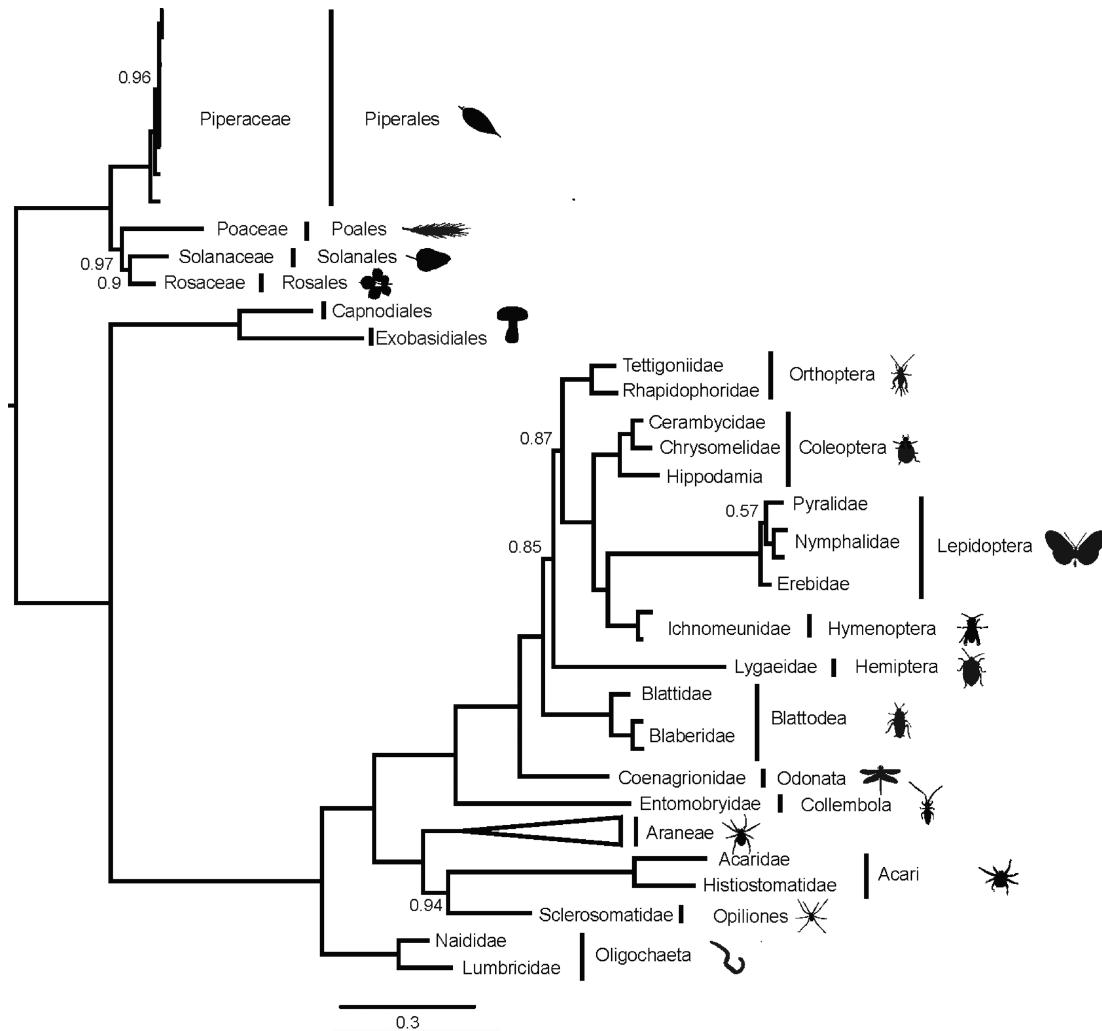 0.96
Piperaceae Piperales
Poaceae Poales
0.97 Solanaceae Solanales
0.9 Rosaceae Rosales
Capnodiales
Exobasidiales
Tettigoniidae
Orthoptera
Rhapidophoridae
Cerambycidae
0.87
Chrysomelidae Coleoptera
Hippodamia
Pyralidae
0.57
Nymphalidae Lepidoptera
0.85
Erebidae
Ichnomeunidae Hymenoptera
Lygaeidae Hemiptera
Blattidae
Blattodea
Blaberidae
Coenagrionidae Odonata
Entomobryidae Collembola
Araneae
Acaridae
Acari
Histiostomatidae
0.94
Sclerosomatidae Opiliones
Naididae
Oligochaeta
Lumbricidae
0.3